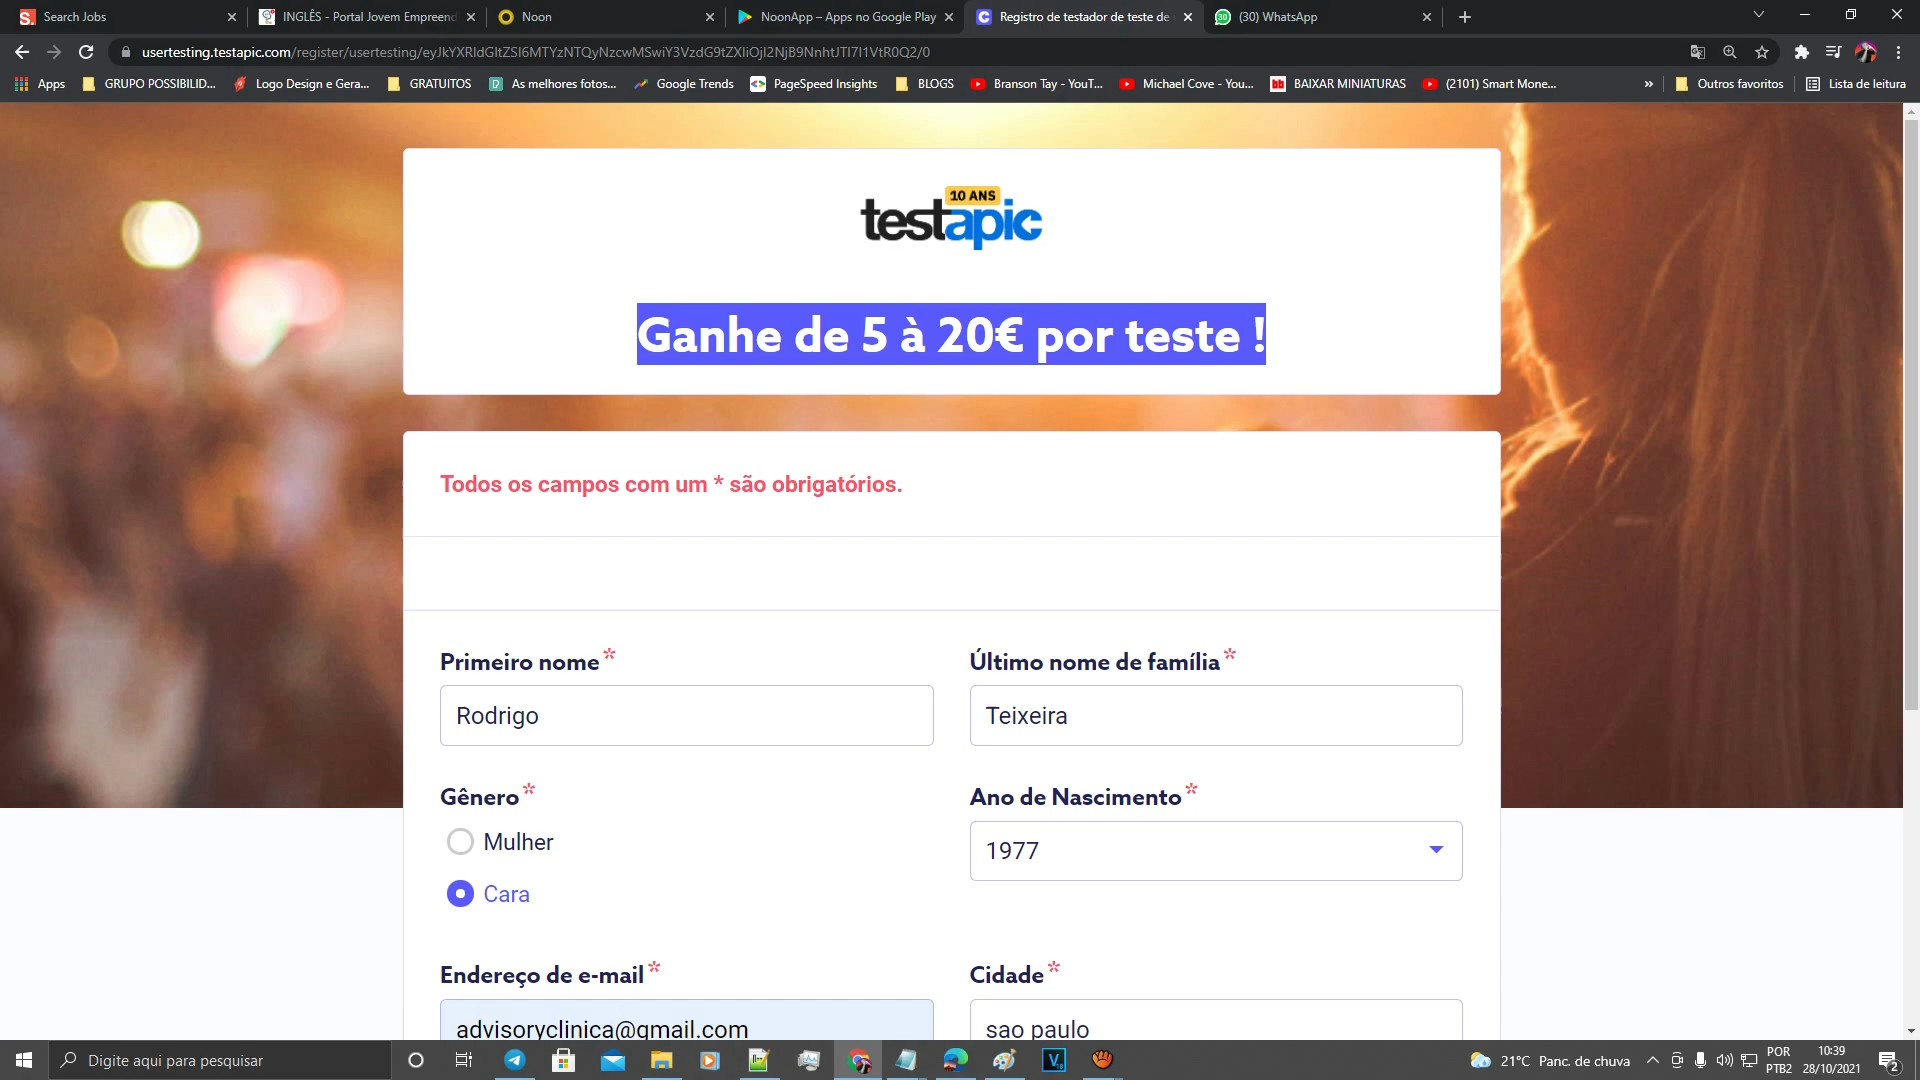 Search Jobs
INGLÊS - Portal Jovem Empreend
Noon
NoonApp – Apps no Google Play
Registro de testador de teste de
(30) WhatsApp
usertesting.testapic.com/register/usertesting/
Apps
GRUPO POSSIBILID...
Logo Design e Gera...
GRATUITOS
As melhores fotos...
Google Trends
PageSpeed Insights
BLOGS
Branson Tay - YouT...
Michael Cove - You...
BAIXAR MINIATURAS
(2101) Smart Mone...
»
Outros favoritos
Lista de leitura
10 ANS
testapic
Ganhe de 5 à 20€ por teste !
Todos os campos com um * são obrigatórios.
Primeiro nome *
Último nome de família *
Rodrigo
Teixeira
Gênero *
Ano de Nascimento *
Mulher
1977
Cara
Endereço de e-mail *
Cidade *
advisoryclinica@gmail.com
sao paulo
Digite aqui para pesquisar
21°C Panc. de chuva
POR
PTB2
10:39
28/10/2021
2